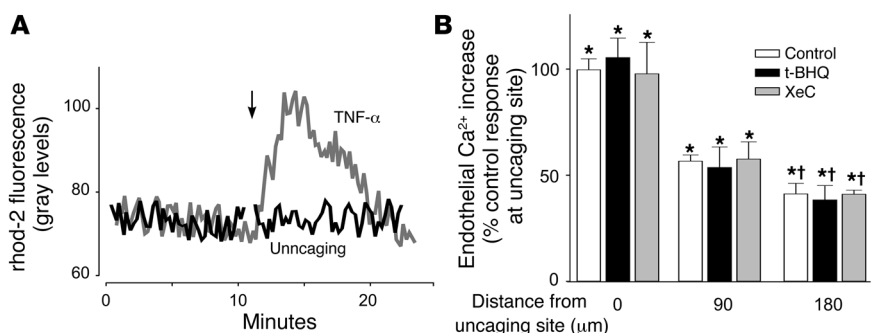 A
rhod-2 fluorescence
(gray levels)
100
80
60
TNF-α
Unncaging
0
10
20
Minutes
B
Endothelial Ca²⁺ increase
(% control response
at uncaging site)
100
50
0
*
*
*
*
*
*
*†
*†
*†
Control
t-BHQ
XeC
Distance from
uncaging site (μm)
0
90
180